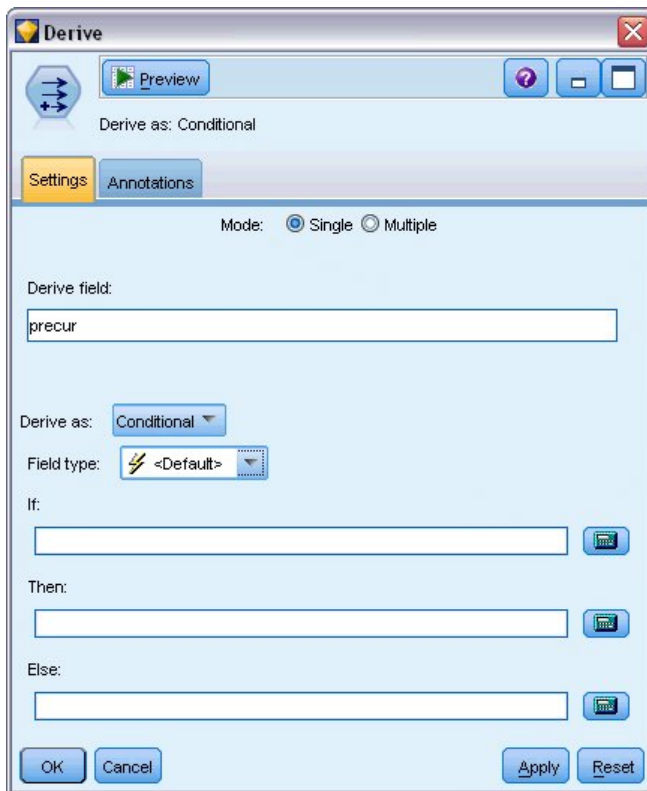 Derive
Preview
?
Derive as: Conditional
Settings Annotations
Mode: Single Multiple
Derive field:
precur
Derive as: Conditional
Field type: <Default>
If:
Then:
Else:
OK Cancel Apply Reset